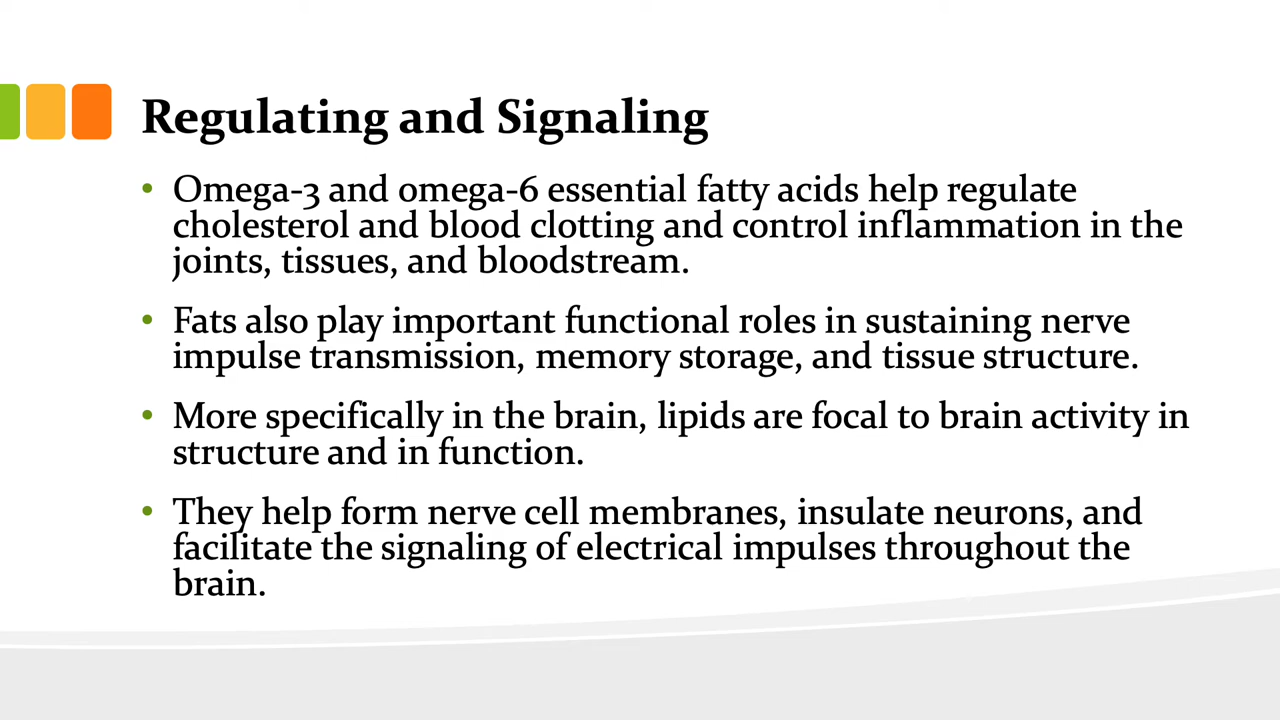 Regulating and Signaling
• Omega-3 and omega-6 essential fatty acids help regulate
cholesterol and blood clotting and control inflammation in the
joints, tissues, and bloodstream.
• Fats also play important functional roles in sustaining nerve
impulse transmission, memory storage, and tissue structure.
• More specifically in the brain, lipids are focal to brain activity in
structure and in function.
• They help form nerve cell membranes, insulate neurons, and
facilitate the signaling of electrical impulses throughout the
brain.